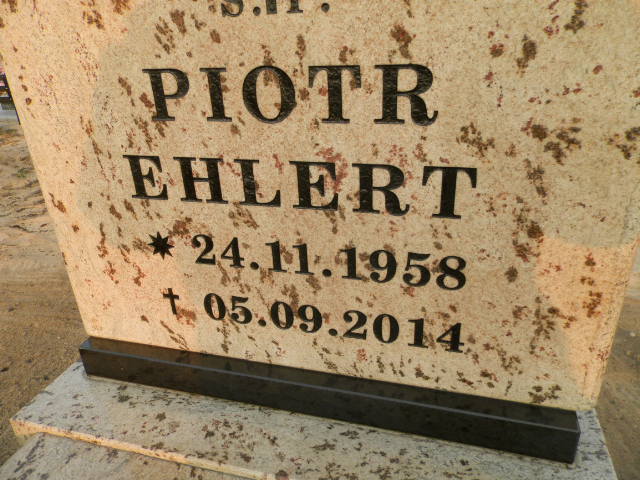 Ś.†P.
PIOTR
EHLERT
* 24.11.1958
† 05.09.2014